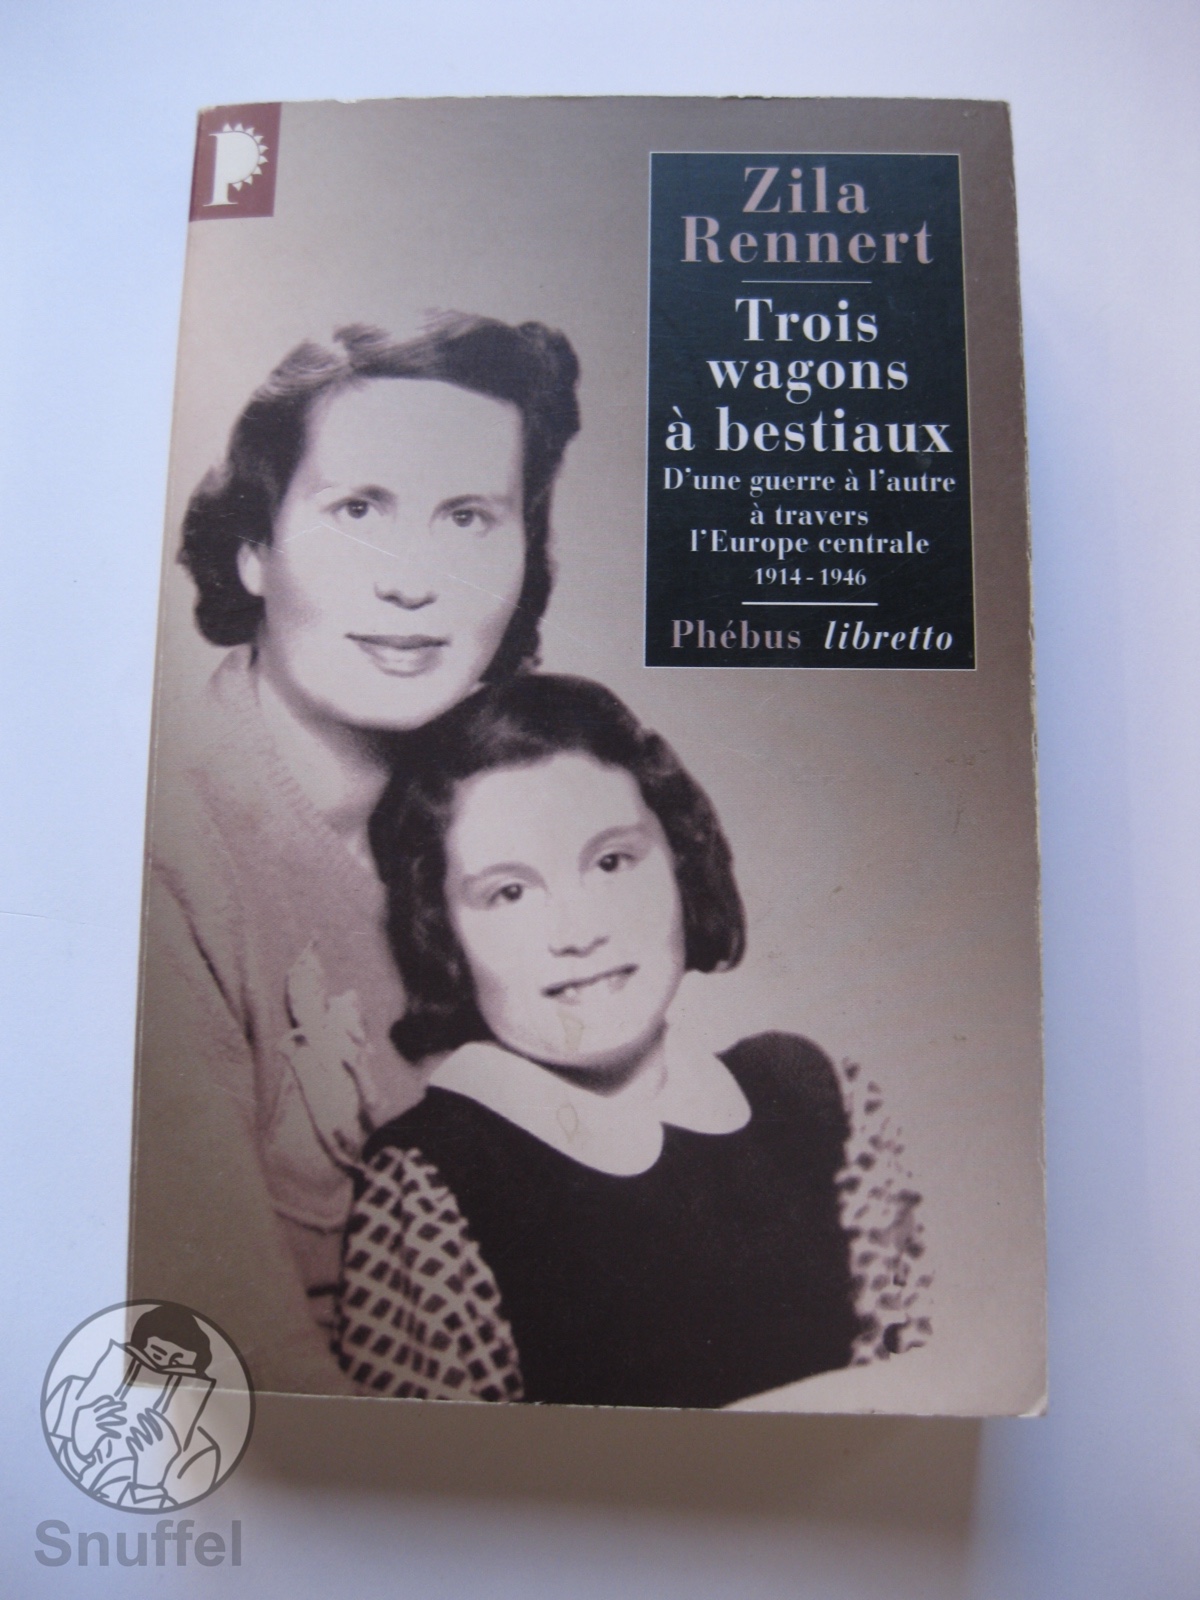 P
Zila
Rennert
Trois
wagons
à bestiaux
D'une guerre à l'autre
à travers
l'Europe centrale
1914 - 1946
Phébus libretto
Snuffel